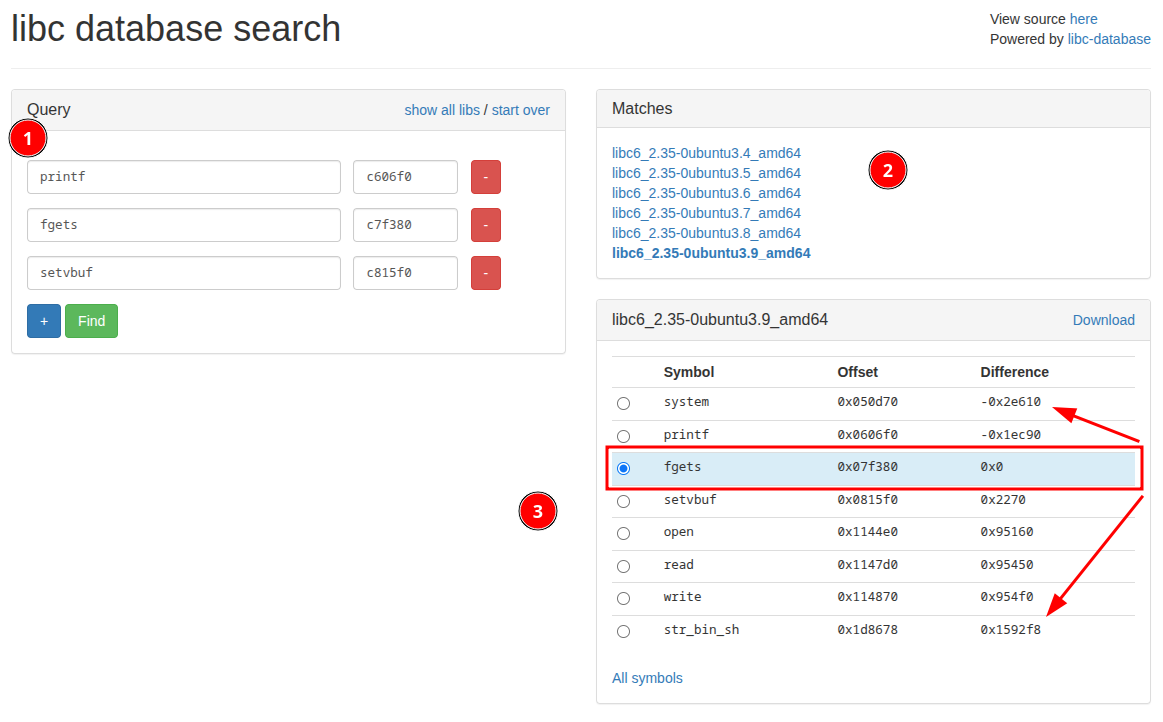 libc database search
View source here
Powered by libc-database
Query
show all libs / start over
1
printf c606f0 -
fgets c7f380 -
setvbuf c815f0 -
+ Find
Matches
libc6_2.35-0ubuntu3.4_amd64
libc6_2.35-0ubuntu3.5_amd64
2
libc6_2.35-0ubuntu3.6_amd64
libc6_2.35-0ubuntu3.7_amd64
libc6_2.35-0ubuntu3.8_amd64
libc6_2.35-0ubuntu3.9_amd64
libc6_2.35-0ubuntu3.9_amd64 Download
Symbol Offset Difference
system 0x050d70 -0x2e610
printf 0x0606f0 -0x1ec90
fgets 0x07f380 0x0
setvbuf 0x0815f0 0x2270
3
open 0x1144e0 0x95160
read 0x1147d0 0x95450
write 0x114870 0x954f0
str_bin_sh 0x1d8678 0x1592f8
All symbols